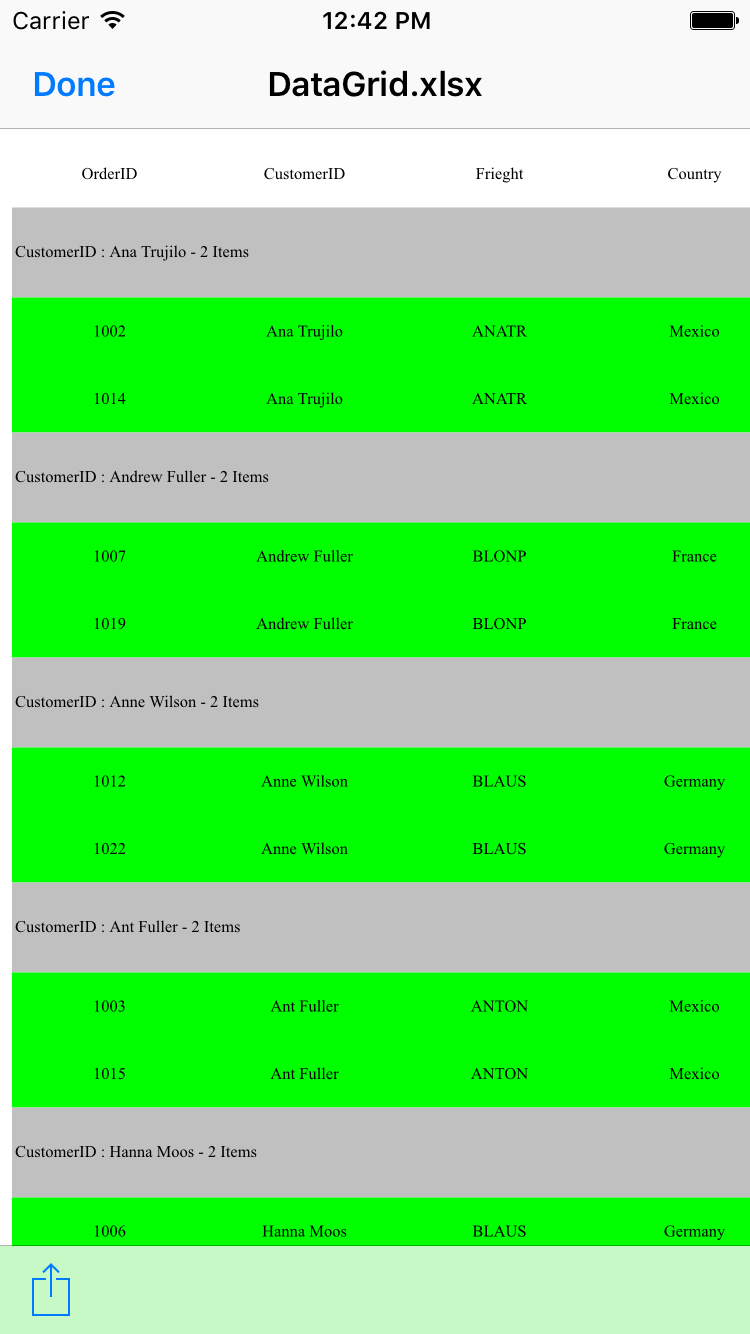 Carrier 12:42 PM
Done DataGrid.xlsx
OrderID CustomerID Frieght Country
CustomerID : Ana Trujilo - 2 Items
1002 Ana Trujilo ANATR Mexico
1014 Ana Trujilo ANATR Mexico
CustomerID : Andrew Fuller - 2 Items
1007 Andrew Fuller BLONP France
1019 Andrew Fuller BLONP France
CustomerID : Anne Wilson - 2 Items
1012 Anne Wilson BLAUS Germany
1022 Anne Wilson BLAUS Germany
CustomerID : Ant Fuller - 2 Items
1003 Ant Fuller ANTON Mexico
1015 Ant Fuller ANTON Mexico
CustomerID : Hanna Moos - 2 Items
1006 Hanna Moos BLAUS Germany